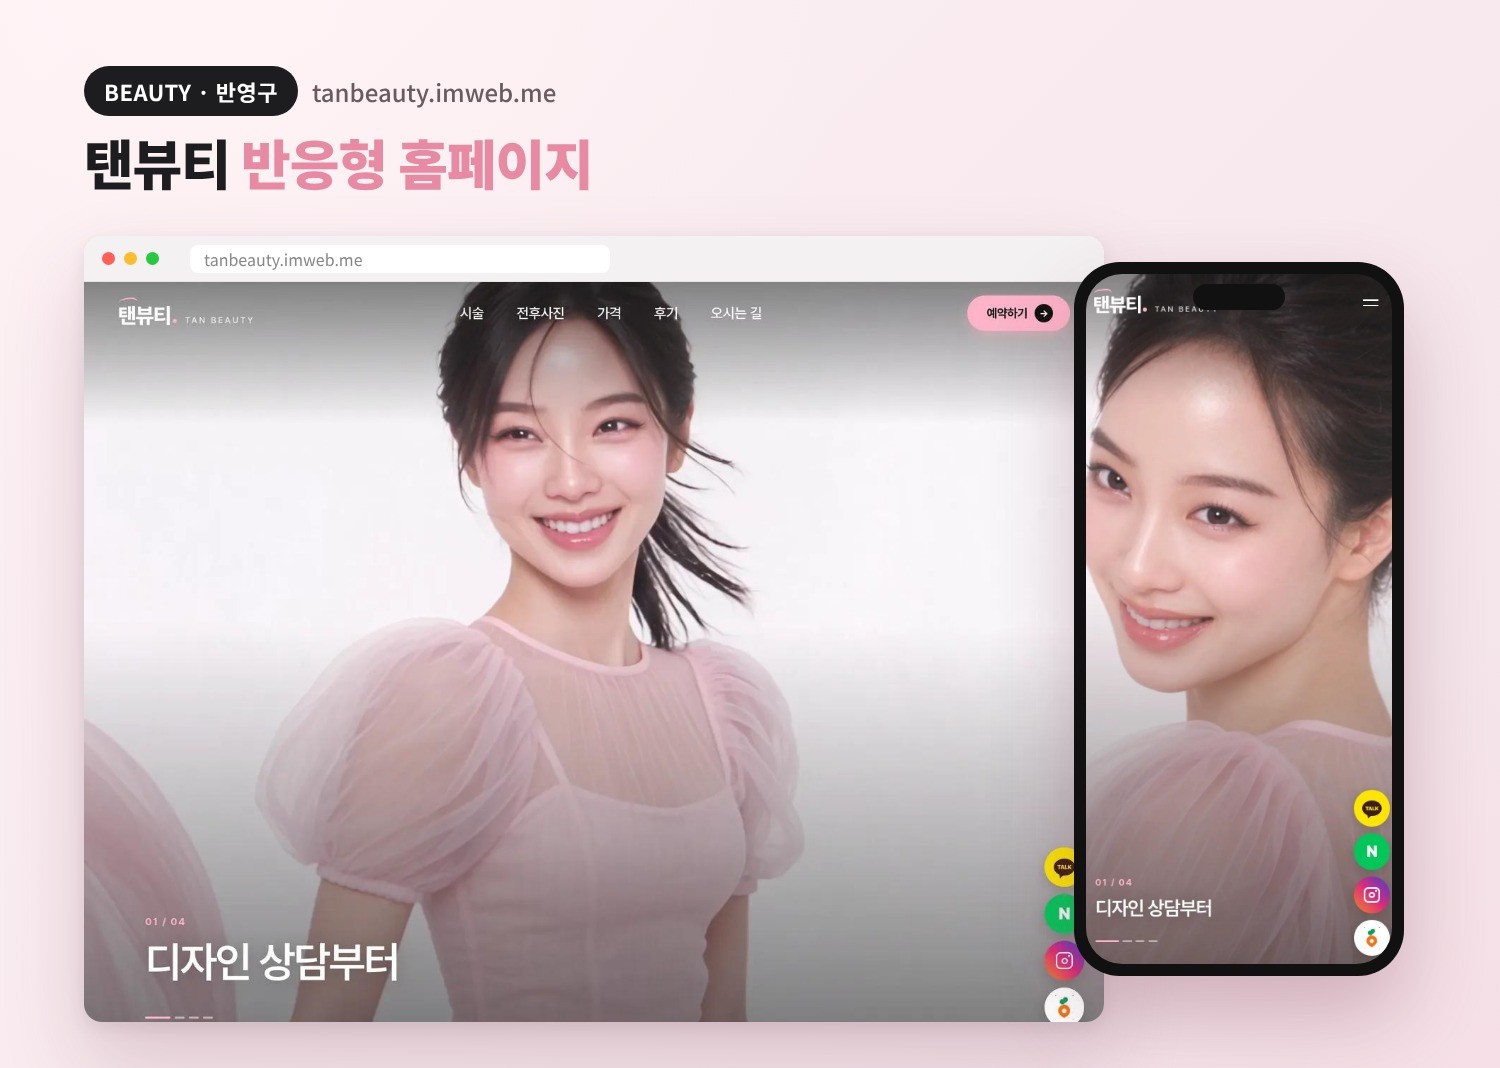 BEAUTY · 반영구 tanbeauty.imweb.me
탠뷰티 반응형 홈페이지
tanbeauty.imweb.me
탠뷰티. TAN BEAUTY 시술 전후사진 가격 후기 오시는 길 예약하기
01 / 04
디자인 상담부터
TALK
N
탠뷰티. TAN BEAUTY
TALK
N
01 / 04
디자인 상담부터